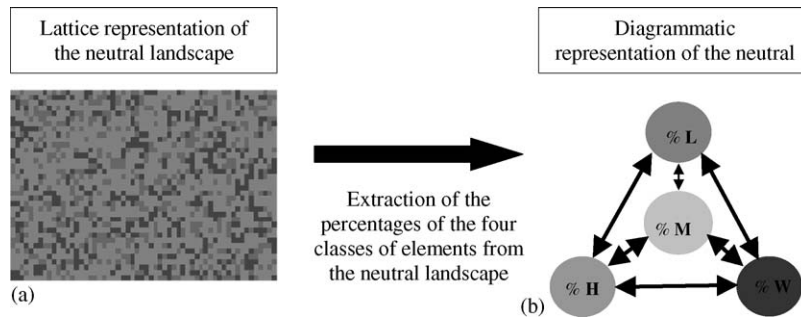 Lattice representation of
the neutral landscape
Diagrammatic
representation of the neutral
Extraction of the
percentages of the four
classes of elements from
the neutral landscape
% L
% M
% H
% W
(a)
(b)